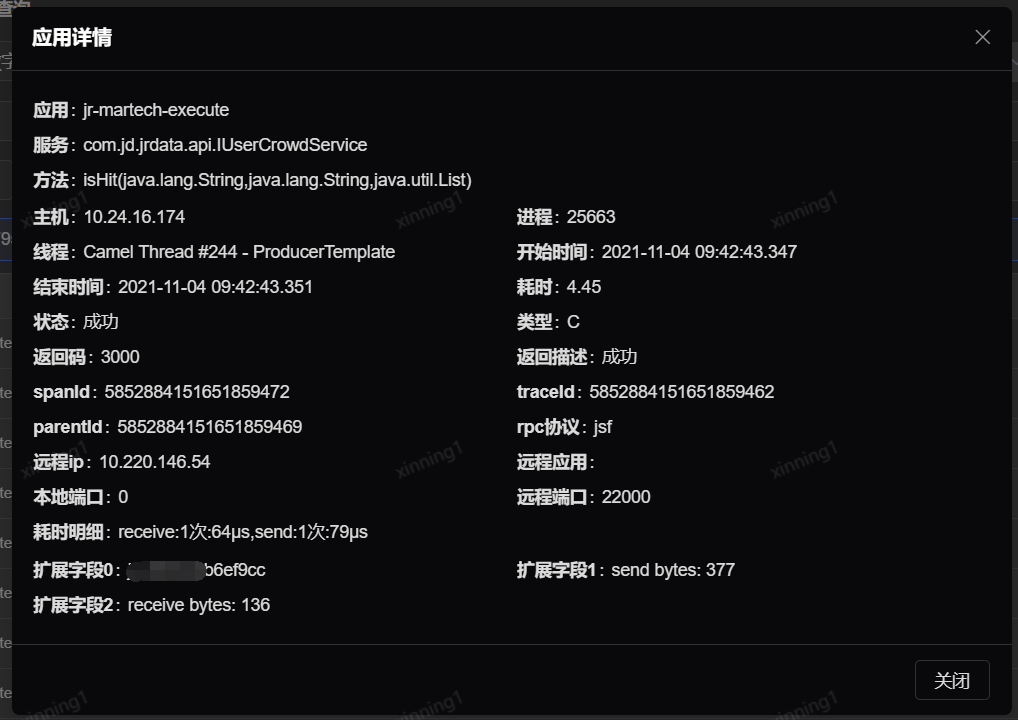 应用详情
应用：jr-martech-execute
服务：com.jd.jrdata.api.IUserCrowdService
方法：isHit(java.lang.String,java.lang.String,java.util.List)
主机：10.24.16.174 进程：25663
线程：Camel Thread #244 - ProducerTemplate 开始时间：2021-11-04 09:42:43.347
结束时间：2021-11-04 09:42:43.351 耗时：4.45
状态：成功 类型：C
返回码：3000 返回描述：成功
spanId：5852884151651859472 traceId：5852884151651859462
parentId：5852884151651859469 rpc协议：jsf
远程ip：10.220.146.54 远程应用：
本地端口：0 远程端口：22000
耗时明细：receive:1次:64μs,send:1次:79μs
扩展字段0：b6ef9cc 扩展字段1：send bytes: 377
扩展字段2：receive bytes: 136
关闭
xinning1
xinning1
xinning1
xinning1
xinning1
xinning1
xinning1
xinning1
xinning1